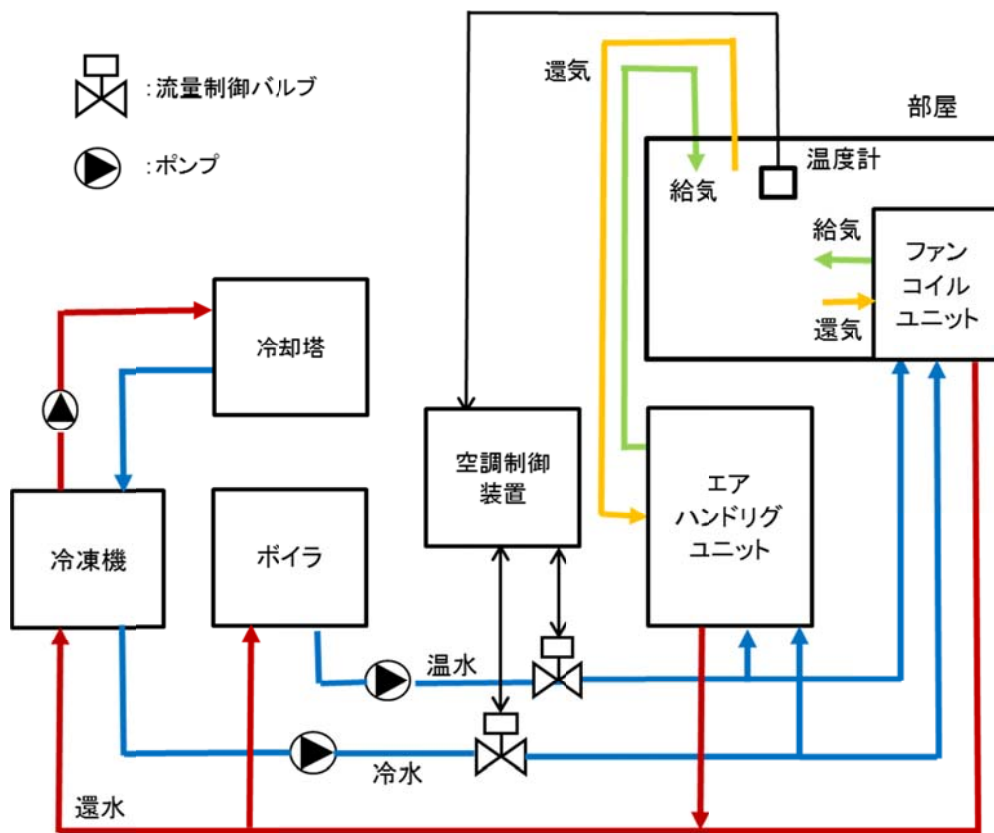 :流量制御バルブ
:ポンプ
還気
部屋
温度計
給気
給気
ファン
コイル
ユニット
還気
冷却塔
空調制御
装置
エア
ハンドリグ
ユニット
冷凍機
ボイラ
温水
冷水
還水